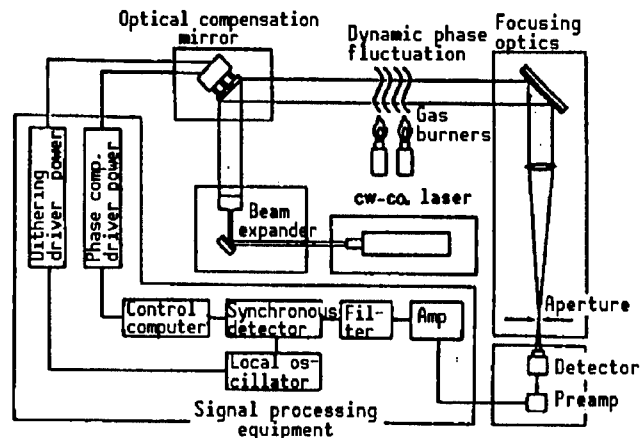 Optical compensation
mirror
Dynamic phase
fluctuation
Focusing
optics
Gas
burners
Dithering
driver power
Phase comp.
driver power
Beam
expander
cw-co₂ laser
Aperture
Control
computer
Synchronous
detector
Fil-
ter
Amp
Local os-
cillator
Detector
Preamp
Signal processing
equipment